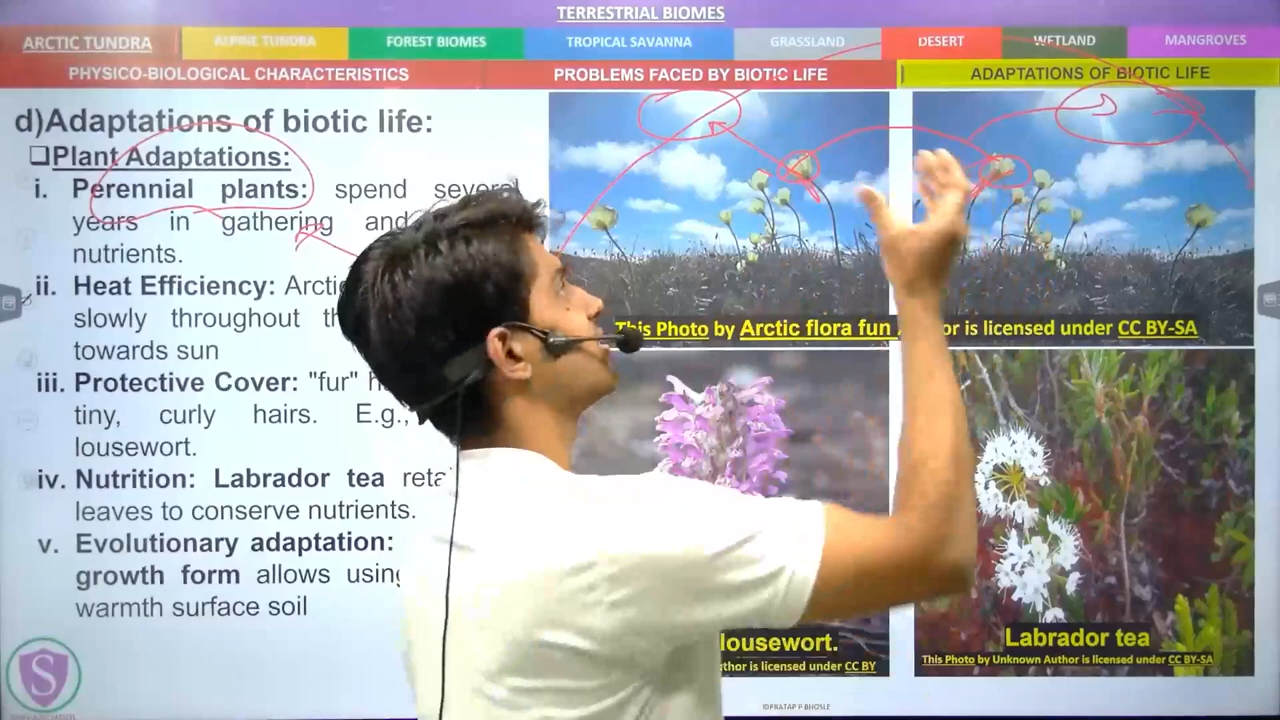 TERRESTRIAL BIOMES
ARCTIC TUNDRA
ALPINE TUNDRA
FOREST BIOMES
TROPICAL SAVANNA
GRASSLAND
DESERT
WETLAND
MANGROVES
PHYSICO-BIOLOGICAL CHARACTERISTICS
PROBLEMS FACED BY BIOTIC LIFE
ADAPTATIONS OF BIOTIC LIFE
d)Adaptations of biotic life:
❑Plant Adaptations:
i. Perennial plants: spend several
years in gathering and
nutrients.
ii. Heat Efficiency: Arctic
slowly throughout
towards sun
iii. Protective Cover: "fur"
tiny, curly hairs. E.g.,
lousewort.
iv. Nutrition: Labrador tea
leaves to conserve nutrients.
v. Evolutionary adaptation:
growth form allows using
warmth surface soil
This Photo by Arctic flora fun is licensed under CC BY-SA
lousewort.
is licensed under CC BY
Labrador tea
This Photo by Unknown Author is licensed under CC BY-SA
©PRATAP P BHOSLE
S